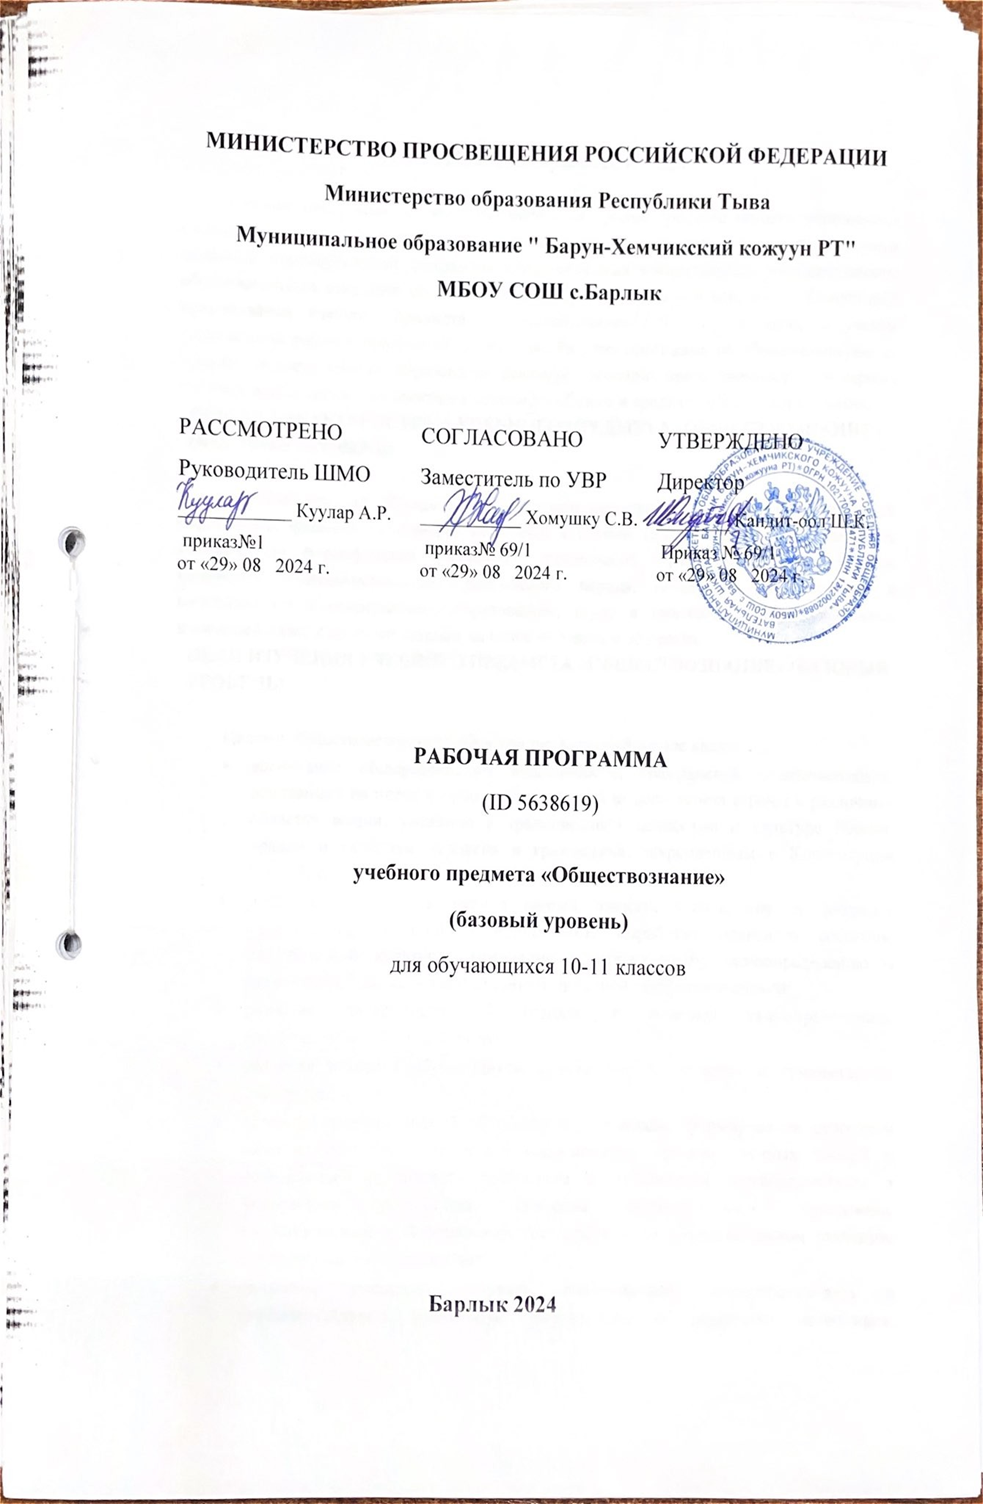 МИНИСТЕРСТВО ПРОСВЕЩЕНИЯ РОССИЙСКОЙ ФЕДЕРАЦИИ
Министерство образования Республики Тыва
Муниципальное образование " Барун-Хемчикский кожуун РТ"
МБОУ СОШ с.Барлык
РАССМОТРЕНО
Руководитель ШМО
Куулар Куулар А.Р.
приказ№1
от «29» 08 2024 г.
СОГЛАСОВАНО
Заместитель по УВР
Хомушку С.В.
приказ№ 69/1
от «29» 08 2024 г.
УТВЕРЖДЕНО
Директор
Кандит-оол Ш.К.
Приказ № 69/1
от «29» 08 2024 г.
РАБОЧАЯ ПРОГРАММА
(ID 5638619)
учебного предмета «Обществознание»
(базовый уровень)
для обучающихся 10-11 классов
Барлык 2024